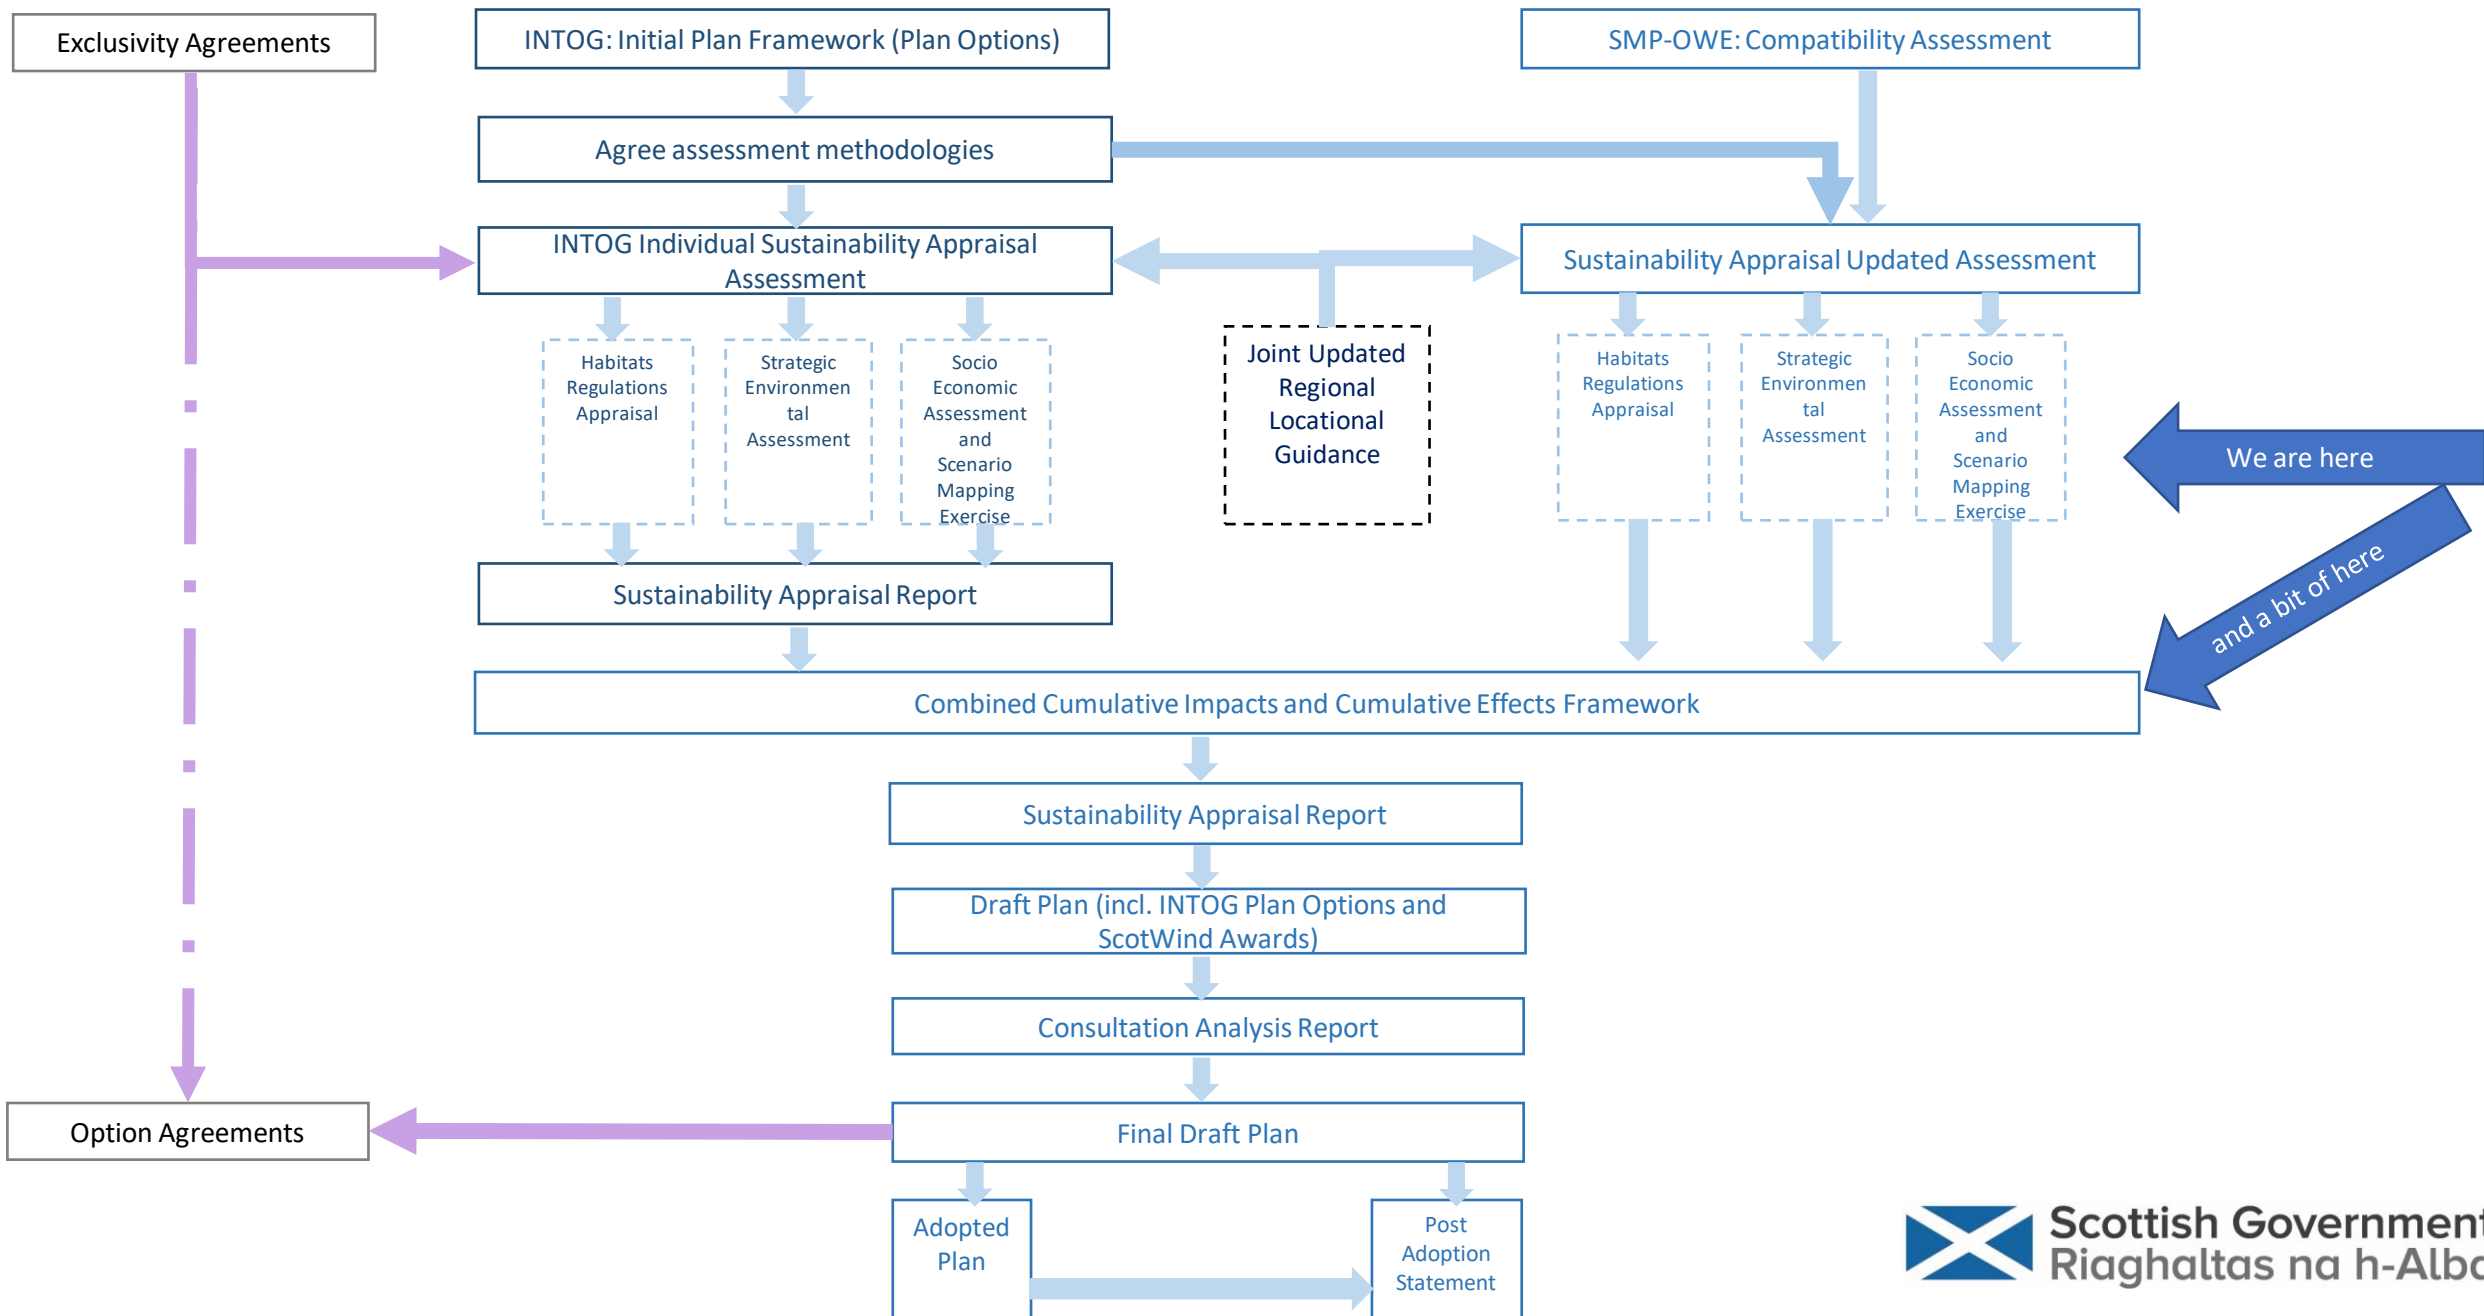 Exclusivity Agreements
INTOG: Initial Plan Framework (Plan Options)
SMP-OWE: Compatibility Assessment
Agree assessment methodologies
INTOG Individual Sustainability Appraisal
Assessment
Sustainability Appraisal Updated Assessment
Habitats
Regulations
Appraisal
Strategic
Environmen
tal
Assessment
Socio
Economic
Assessment
and
Scenario
Mapping
Exercise
Joint Updated
Regional
Locational
Guidance
Habitats
Regulations
Appraisal
Strategic
Environmen
tal
Assessment
Socio
Economic
Assessment
and
Scenario
Mapping
Exercise
We are here
and a bit of here
Sustainability Appraisal Report
Combined Cumulative Impacts and Cumulative Effects Framework
Sustainability Appraisal Report
Draft Plan (incl. INTOG Plan Options and
ScotWind Awards)
Consultation Analysis Report
Option Agreements
Final Draft Plan
Adopted
Plan
Post
Adoption
Statement
Scottish Government
Riaghaltas na h-Alba